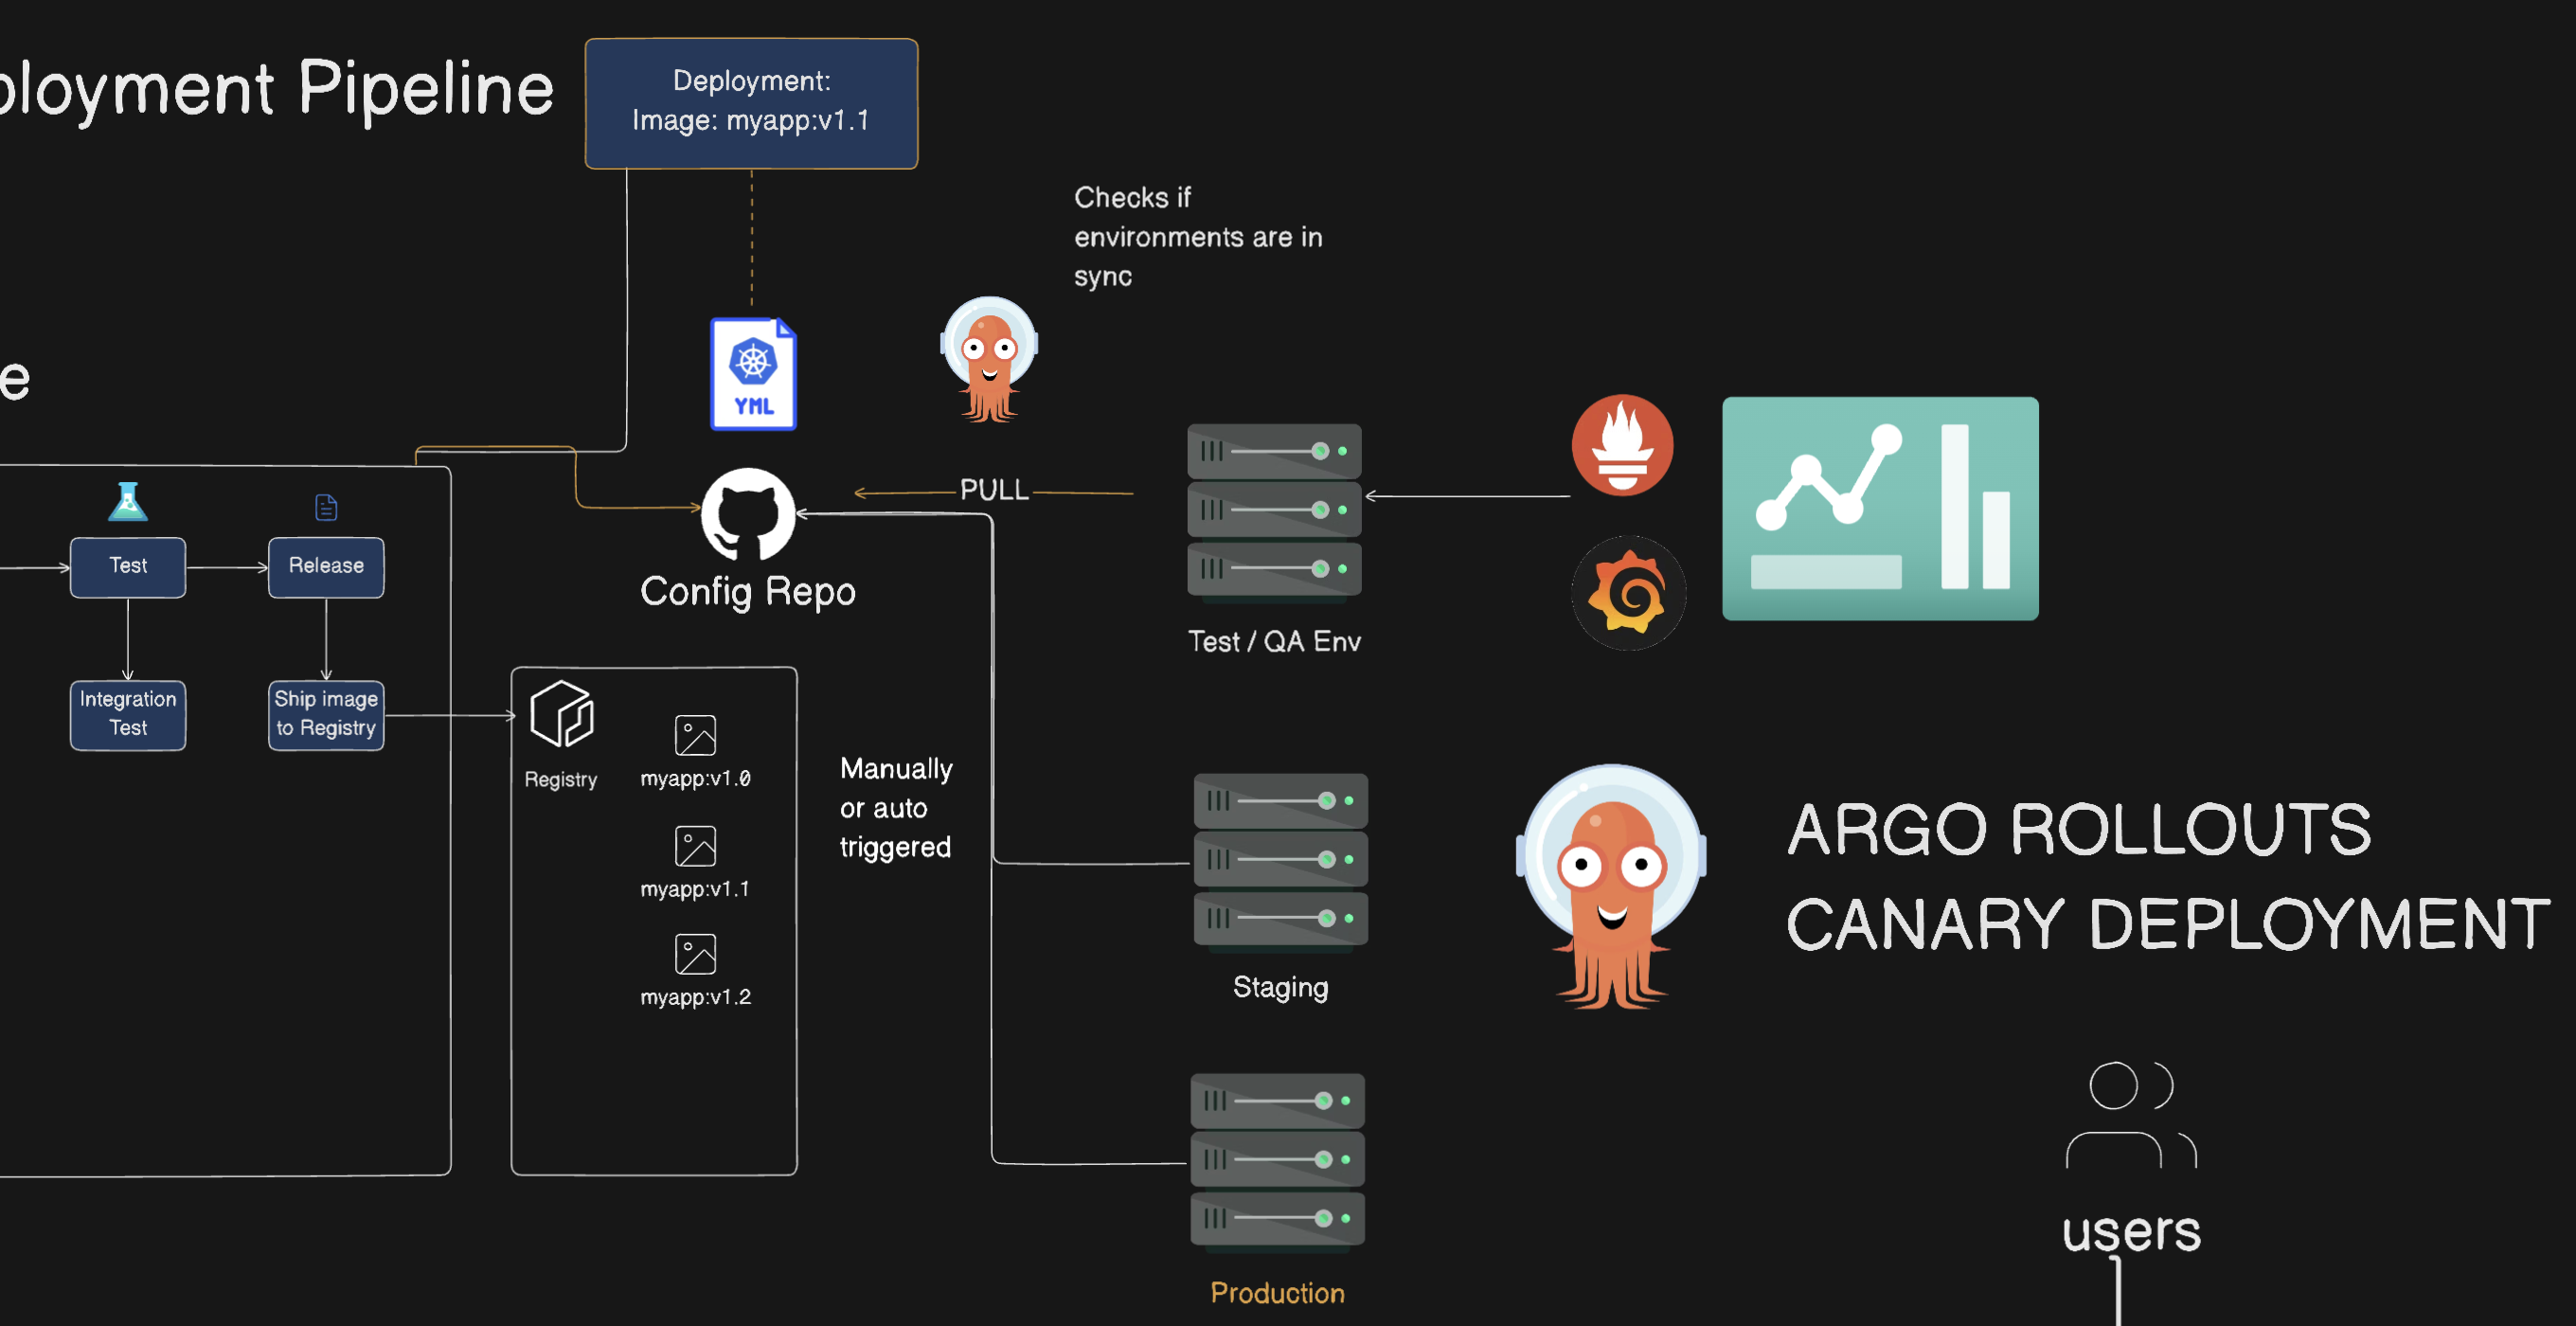 ployment Pipeline
Deployment:
Image: myapp:v1.1
Checks if
environments are in
sync
e
YML
PULL
Test
Release
Config Repo
Test / QA Env
Integration
Test
Ship image
to Registry
Registry
myapp:v1.0
myapp:v1.1
myapp:v1.2
Manually
or auto
triggered
Staging
ARGO ROLLOUTS
CANARY DEPLOYMENT
users
Production